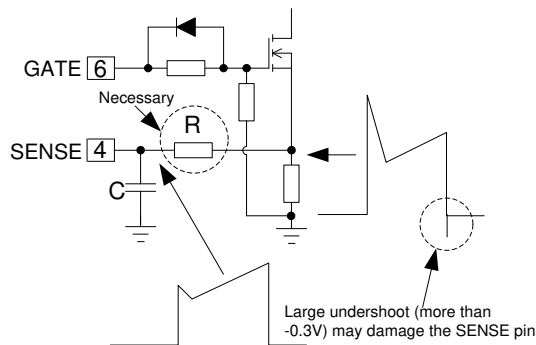 GATE 6
Necessary
R
SENSE 4
C
Large undershoot (more than
-0.3V) may damage the SENSE pin